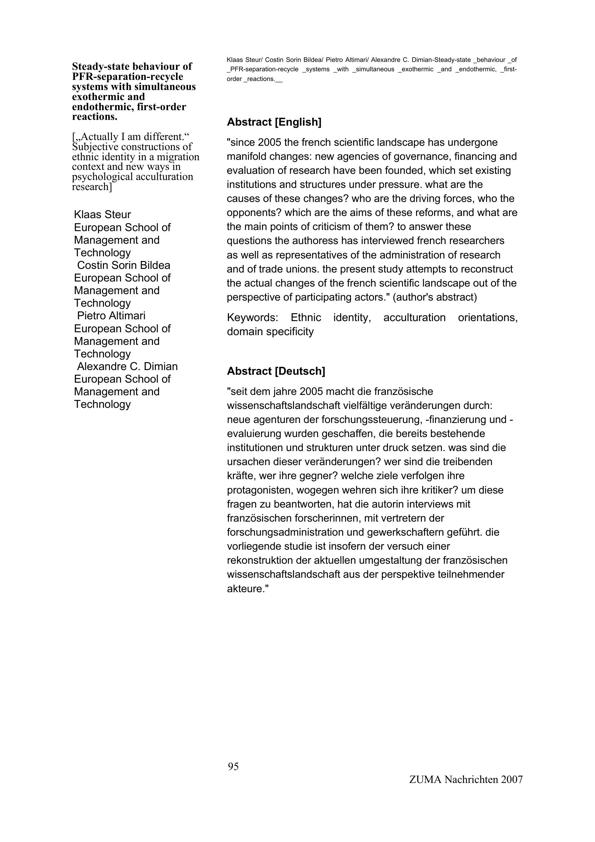 Steady-state behaviour of
PFR-separation-recycle
systems with simultaneous
exothermic and
endothermic, first-order
reactions.
[„Actually I am different.“
Subjective constructions of
ethnic identity in a migration
context and new ways in
psychological acculturation
research]
Klaas Steur
European School of
Management and
Technology
Costin Sorin Bildea
European School of
Management and
Technology
Pietro Altimari
European School of
Management and
Technology
Alexandre C. Dimian
European School of
Management and
Technology
Klaas Steur/ Costin Sorin Bildea/ Pietro Altimari/ Alexandre C. Dimian-Steady-state _behaviour _of
_PFR-separation-recycle _systems _with _simultaneous _exothermic _and _endothermic, _first-
order _reactions.__
Abstract [English]
"since 2005 the french scientific landscape has undergone
manifold changes: new agencies of governance, financing and
evaluation of research have been founded, which set existing
institutions and structures under pressure. what are the
causes of these changes? who are the driving forces, who the
opponents? which are the aims of these reforms, and what are
the main points of criticism of them? to answer these
questions the authoress has interviewed french researchers
as well as representatives of the administration of research
and of trade unions. the present study attempts to reconstruct
the actual changes of the french scientific landscape out of the
perspective of participating actors." (author's abstract)
Keywords: Ethnic identity, acculturation orientations,
domain specificity
Abstract [Deutsch]
"seit dem jahre 2005 macht die französische
wissenschaftslandschaft vielfältige veränderungen durch:
neue agenturen der forschungssteuerung, -finanzierung und -
evaluierung wurden geschaffen, die bereits bestehende
institutionen und strukturen unter druck setzen. was sind die
ursachen dieser veränderungen? wer sind die treibenden
kräfte, wer ihre gegner? welche ziele verfolgen ihre
protagonisten, wogegen wehren sich ihre kritiker? um diese
fragen zu beantworten, hat die autorin interviews mit
französischen forscherinnen, mit vertretern der
forschungsadministration und gewerkschaftern geführt. die
vorliegende studie ist insofern der versuch einer
rekonstruktion der aktuellen umgestaltung der französischen
wissenschaftslandschaft aus der perspektive teilnehmender
akteure."
95
ZUMA Nachrichten 2007